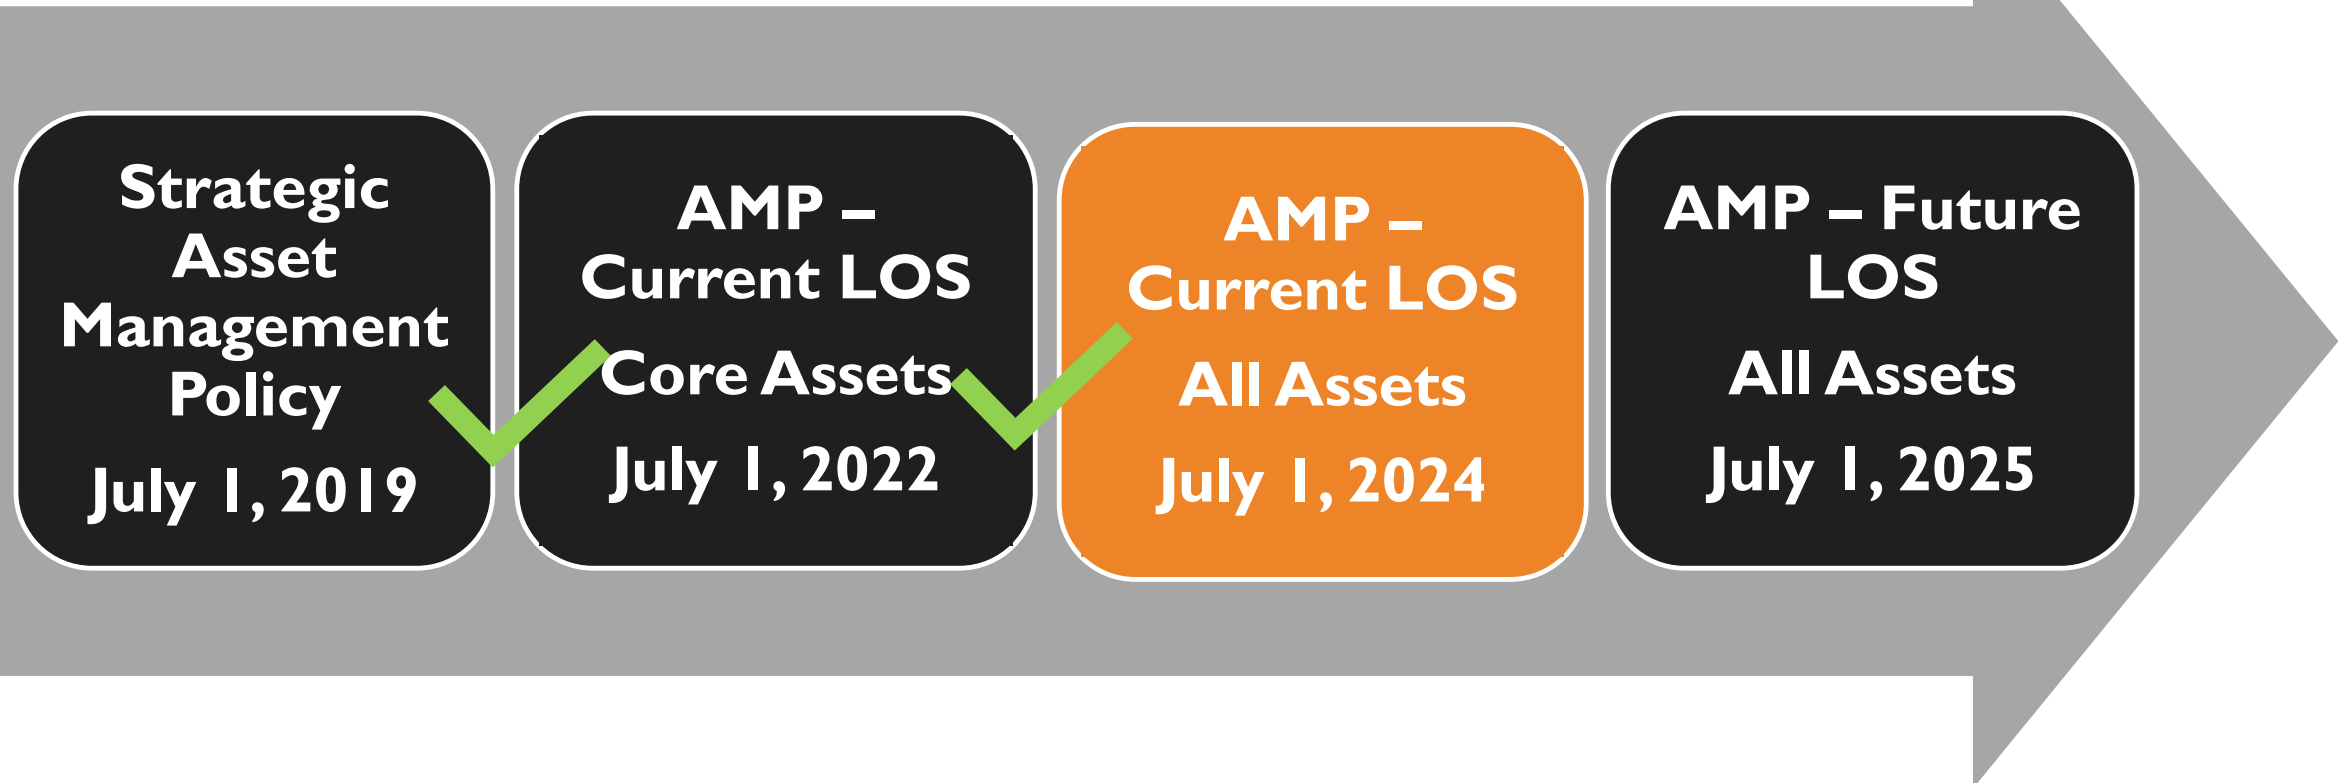 Strategic
Asset
Management
Policy
July 1, 2019
AMP –
Current LOS
Core Assets
July 1, 2022
AMP –
Current LOS
All Assets
July 1, 2024
AMP – Future
LOS
All Assets
July 1, 2025